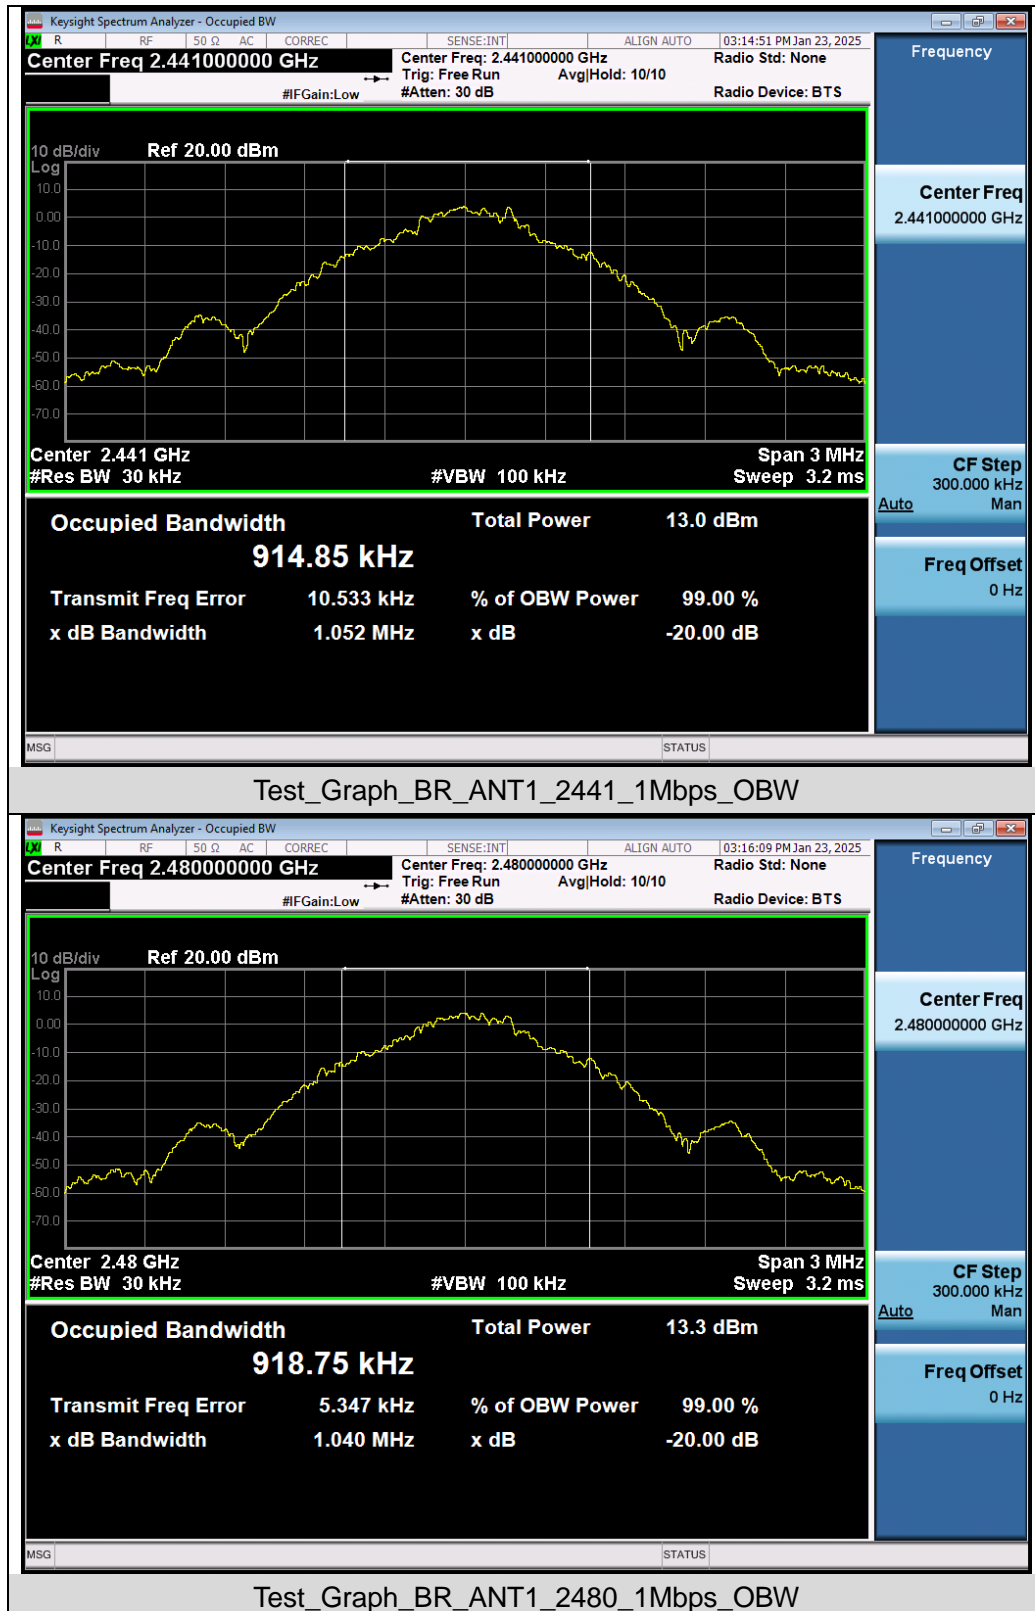 Keysight Spectrum Analyzer - Occupied BW
LXI R RF 50 Ω AC CORREC SENSE:INT ALIGN AUTO 03:14:51 PM Jan 23, 2025
Center Freq 2.441000000 GHz Center Freq: 2.441000000 GHz Radio Std: None
Trig: Free Run Avg|Hold: 10/10
#IFGain:Low #Atten: 30 dB Radio Device: BTS
Frequency
10 dB/div Ref 20.00 dBm
Log
10.0
0.00
-10.0
-20.0
-30.0
-40.0
-50.0
-60.0
-70.0
Center 2.441 GHz Span 3 MHz
#Res BW 30 kHz #VBW 100 kHz Sweep 3.2 ms
Center Freq
2.441000000 GHz
CF Step
300.000 kHz
Auto Man
Freq Offset
0 Hz
Occupied Bandwidth Total Power 13.0 dBm
914.85 kHz
Transmit Freq Error 10.533 kHz % of OBW Power 99.00 %
x dB Bandwidth 1.052 MHz x dB -20.00 dB
MSG STATUS
Test_Graph_BR_ANT1_2441_1Mbps_OBW
Keysight Spectrum Analyzer - Occupied BW
LXI R RF 50 Ω AC CORREC SENSE:INT ALIGN AUTO 03:16:09 PM Jan 23, 2025
Center Freq 2.480000000 GHz Center Freq: 2.480000000 GHz Radio Std: None
Trig: Free Run Avg|Hold: 10/10
#IFGain:Low #Atten: 30 dB Radio Device: BTS
Frequency
10 dB/div Ref 20.00 dBm
Log
10.0
0.00
-10.0
-20.0
-30.0
-40.0
-50.0
-60.0
-70.0
Center 2.48 GHz Span 3 MHz
#Res BW 30 kHz #VBW 100 kHz Sweep 3.2 ms
Center Freq
2.480000000 GHz
CF Step
300.000 kHz
Auto Man
Freq Offset
0 Hz
Occupied Bandwidth Total Power 13.3 dBm
918.75 kHz
Transmit Freq Error 5.347 kHz % of OBW Power 99.00 %
x dB Bandwidth 1.040 MHz x dB -20.00 dB
MSG STATUS
Test_Graph_BR_ANT1_2480_1Mbps_OBW